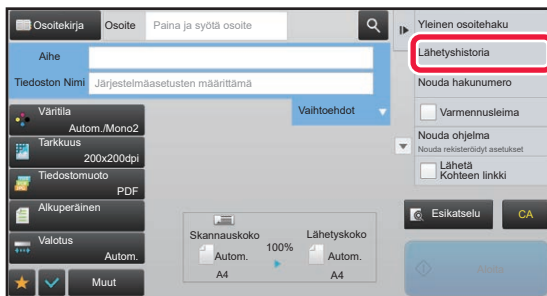 Osoitekirja
Osoite
Paina ja syötä osoite
Aihe
Tiedoston Nimi
Järjestelmäasetusten määrittämä
Vaihtoehdot
Väritila
Autom./Mono2
Tarkkuus
200x200dpi
Tiedostomuoto
PDF
Alkuperäinen
Valotus
Autom.
Muut
Skannauskoko
Autom.
A4
100%
Lähetyskoko
Autom.
A4
Yleinen osoitehaku
Lähetyshistoria
Nouda hakunumero
Varmennusleima
Nouda ohjelma
Nouda rekisteröidyt asetukset
Lähetä
Kohteen linkki
Esikatselu
CA
Aloita